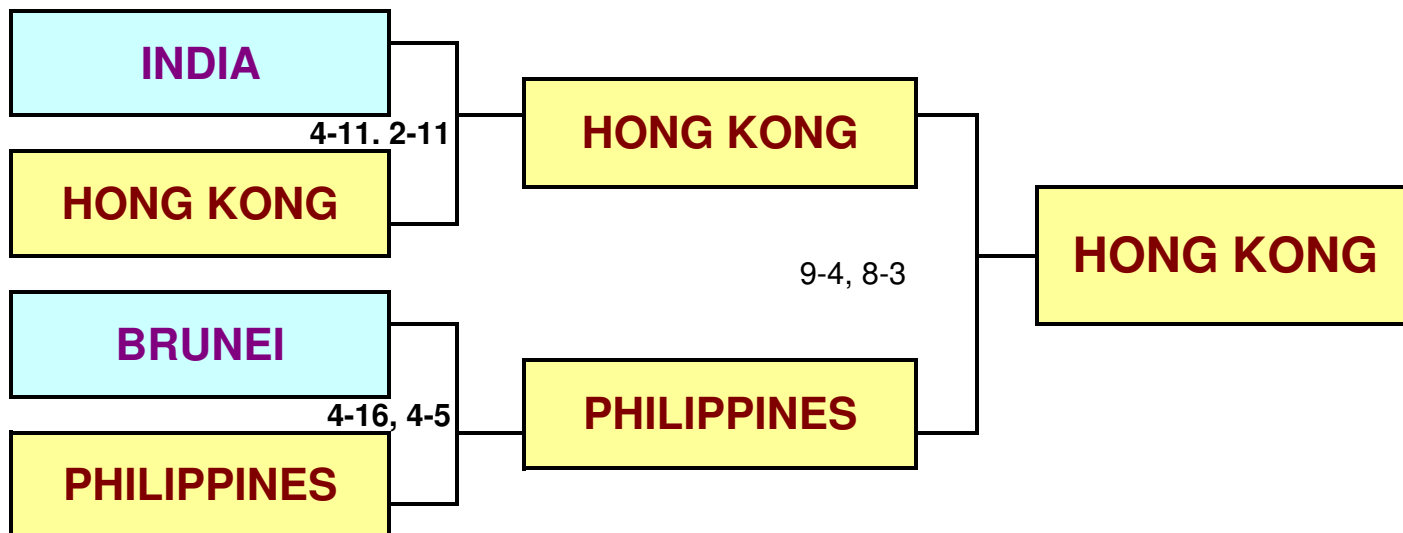 INDIA
4-11. 2-11
HONG KONG
HONG KONG
9-4, 8-3
HONG KONG
BRUNEI
4-16, 4-5
PHILIPPINES
PHILIPPINES